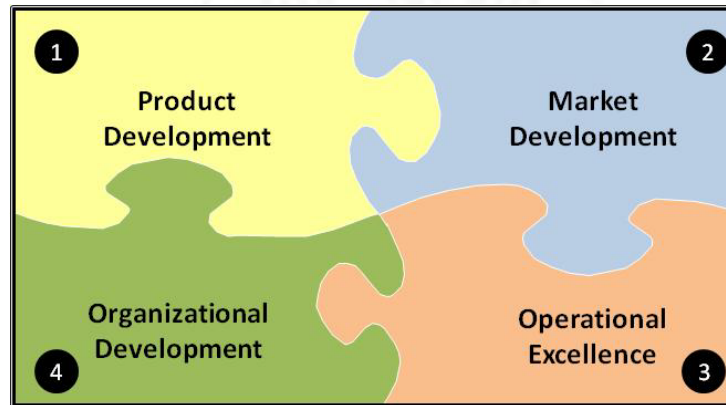 1
2
Product
Development
Market
Development
Organizational
Development
Operational
Excellence
4
3